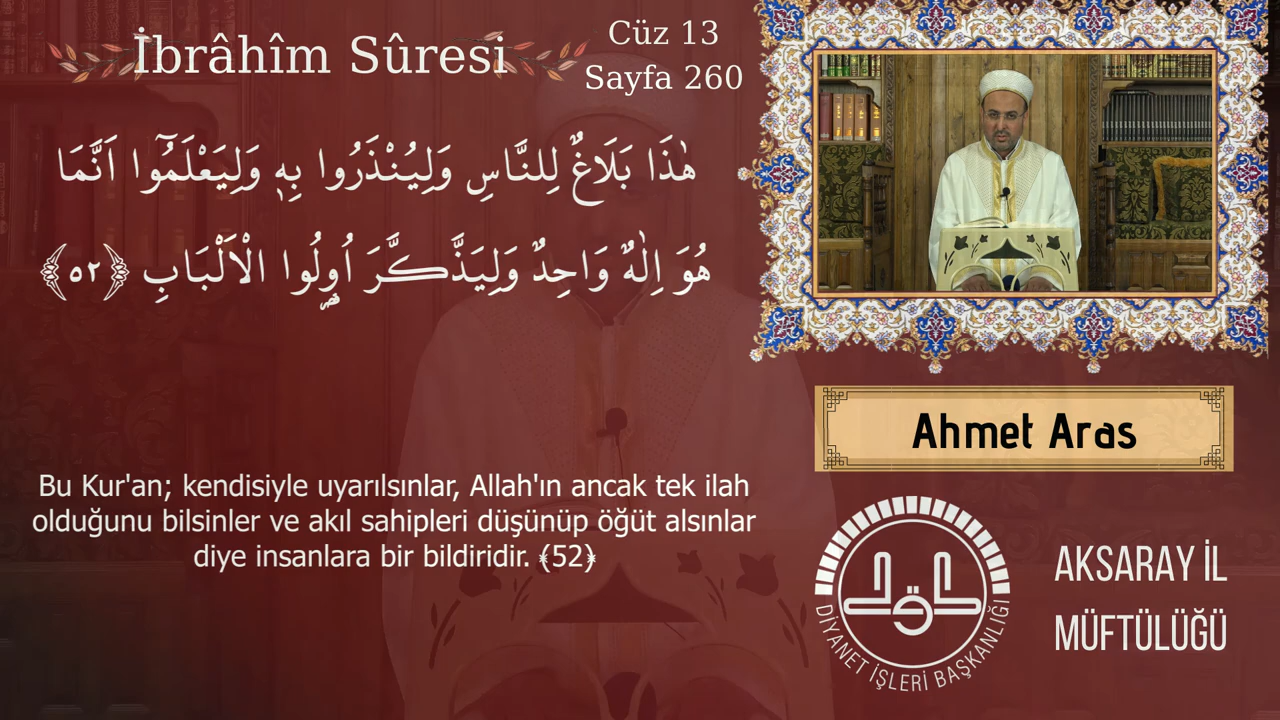 İbrâhîm Sûresi
Cüz 13
Sayfa 260
هٰذَا بَلَاغٌ لِلنَّاسِ وَلِيُنْذَرُوا بِه۪ وَلِيَعْلَمُٓوا اَنَّمَا
هُوَ اِلٰهٌ وَاحِدٌ وَلِيَذَّكَّرَ اُو۬لُوا الْاَلْبَابِ ﴿٥٢﴾
Bu Kur'an; kendisiyle uyarılsınlar, Allah'ın ancak tek ilah
olduğunu bilsinler ve akıl sahipleri düşünüp öğüt alsınlar
diye insanlara bir bildiridir. ﴾52﴿
Ahmet Aras
DİYANET İŞLERİ BAŞKANLIĞI
AKSARAY İL
MÜFTÜLÜĞÜ